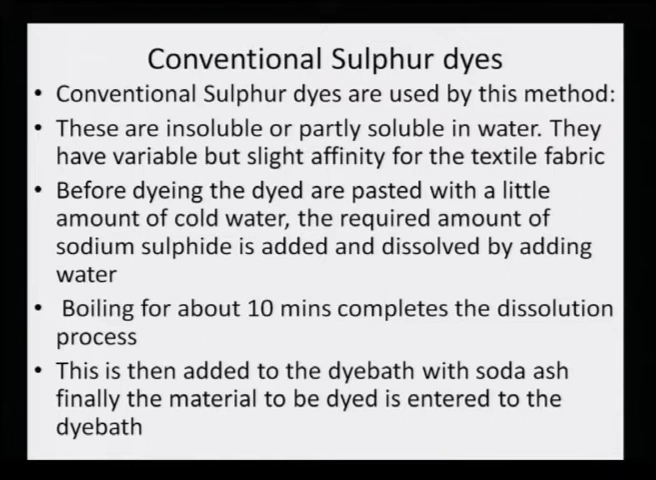 Conventional Sulphur dyes
• Conventional Sulphur dyes are used by this method:
• These are insoluble or partly soluble in water. They
have variable but slight affinity for the textile fabric
• Before dyeing the dyed are pasted with a little
amount of cold water, the required amount of
sodium sulphide is added and dissolved by adding
water
• Boiling for about 10 mins completes the dissolution
process
• This is then added to the dyebath with soda ash
finally the material to be dyed is entered to the
dyebath